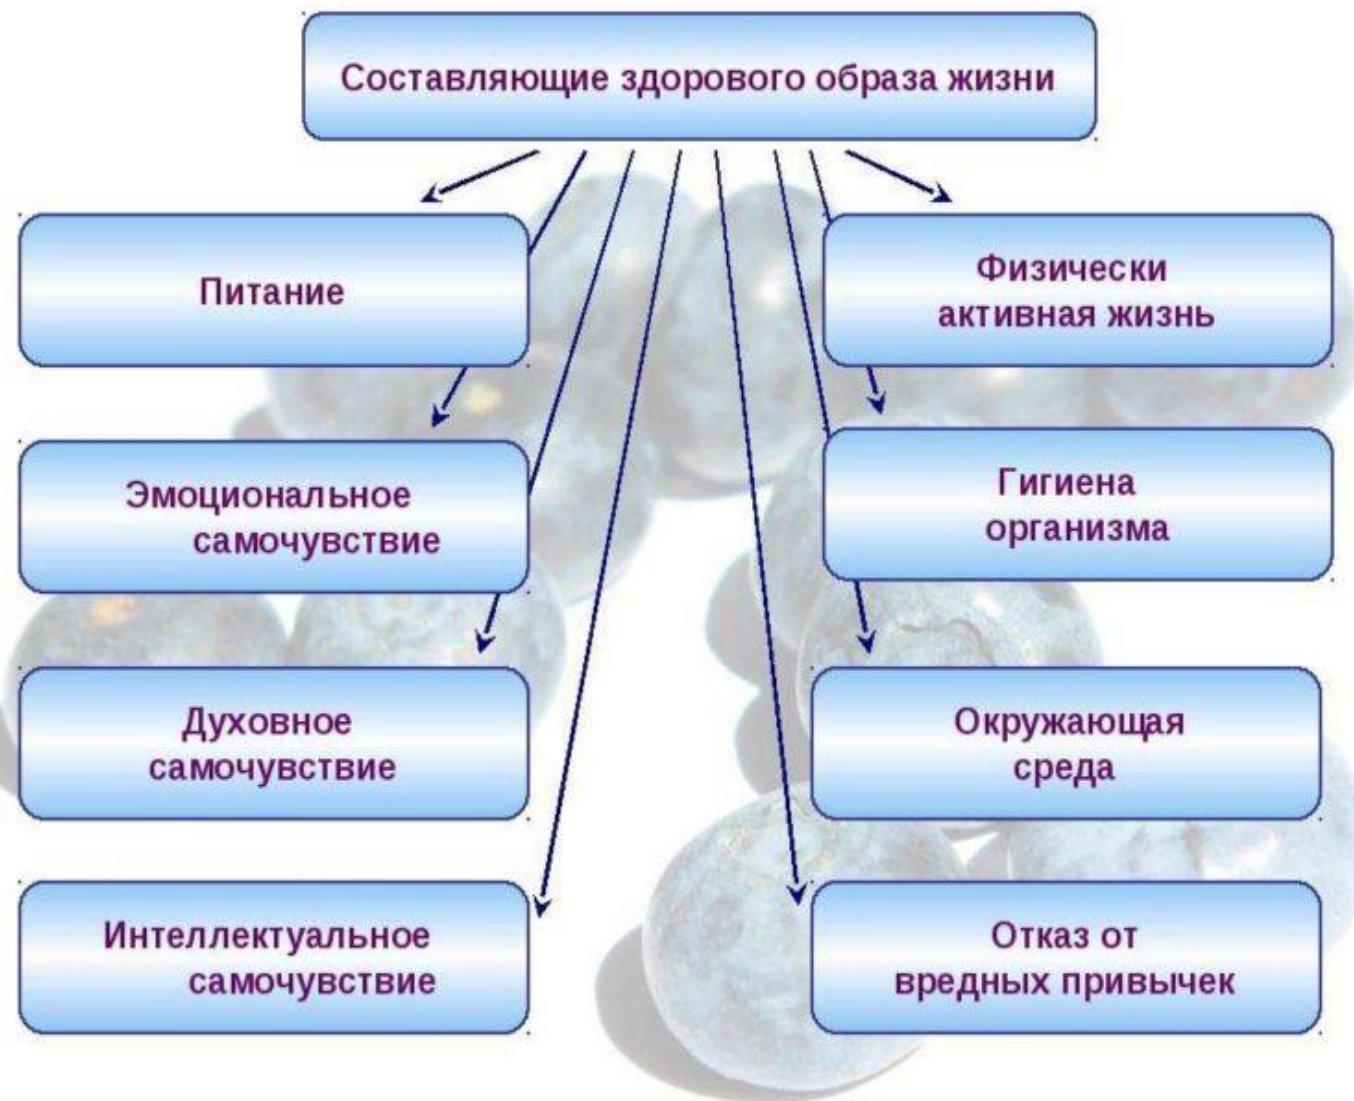 Составляющие здорового образа жизни
Питание
Физически
активная жизнь
Эмоциональное
самочувствие
Гигиена
организма
Духовное
самочувствие
Окружающая
среда
Интеллектуальное
самочувствие
Отказ от
вредных привычек